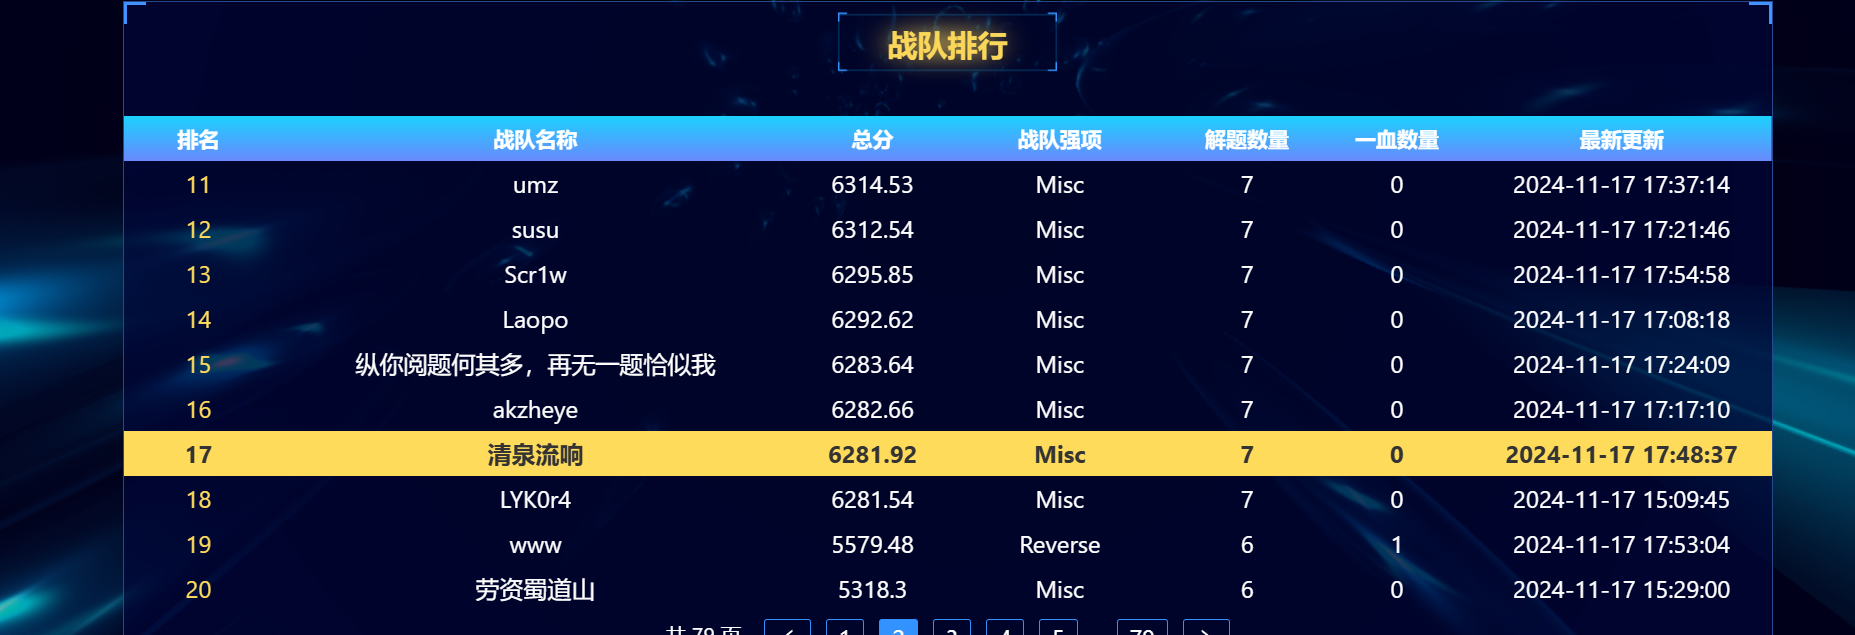 战队排行
排名 战队名称 总分 战队强项 解题数量 一血数量 最新更新
11 umz 6314.53 Misc 7 0 2024-11-17 17:37:14
12 susu 6312.54 Misc 7 0 2024-11-17 17:21:46
13 Scr1w 6295.85 Misc 7 0 2024-11-17 17:54:58
14 Laopo 6292.62 Misc 7 0 2024-11-17 17:08:18
15 纵你阅题何其多，再无一题恰似我 6283.64 Misc 7 0 2024-11-17 17:24:09
16 akzheye 6282.66 Misc 7 0 2024-11-17 17:17:10
17 清泉流响 6281.92 Misc 7 0 2024-11-17 17:48:37
18 LYK0r4 6281.54 Misc 7 0 2024-11-17 15:09:45
19 www 5579.48 Reverse 6 1 2024-11-17 17:53:04
20 劳资蜀道山 5318.3 Misc 6 0 2024-11-17 15:29:00
共 79 页 < 1 2 3 4 5 79 >